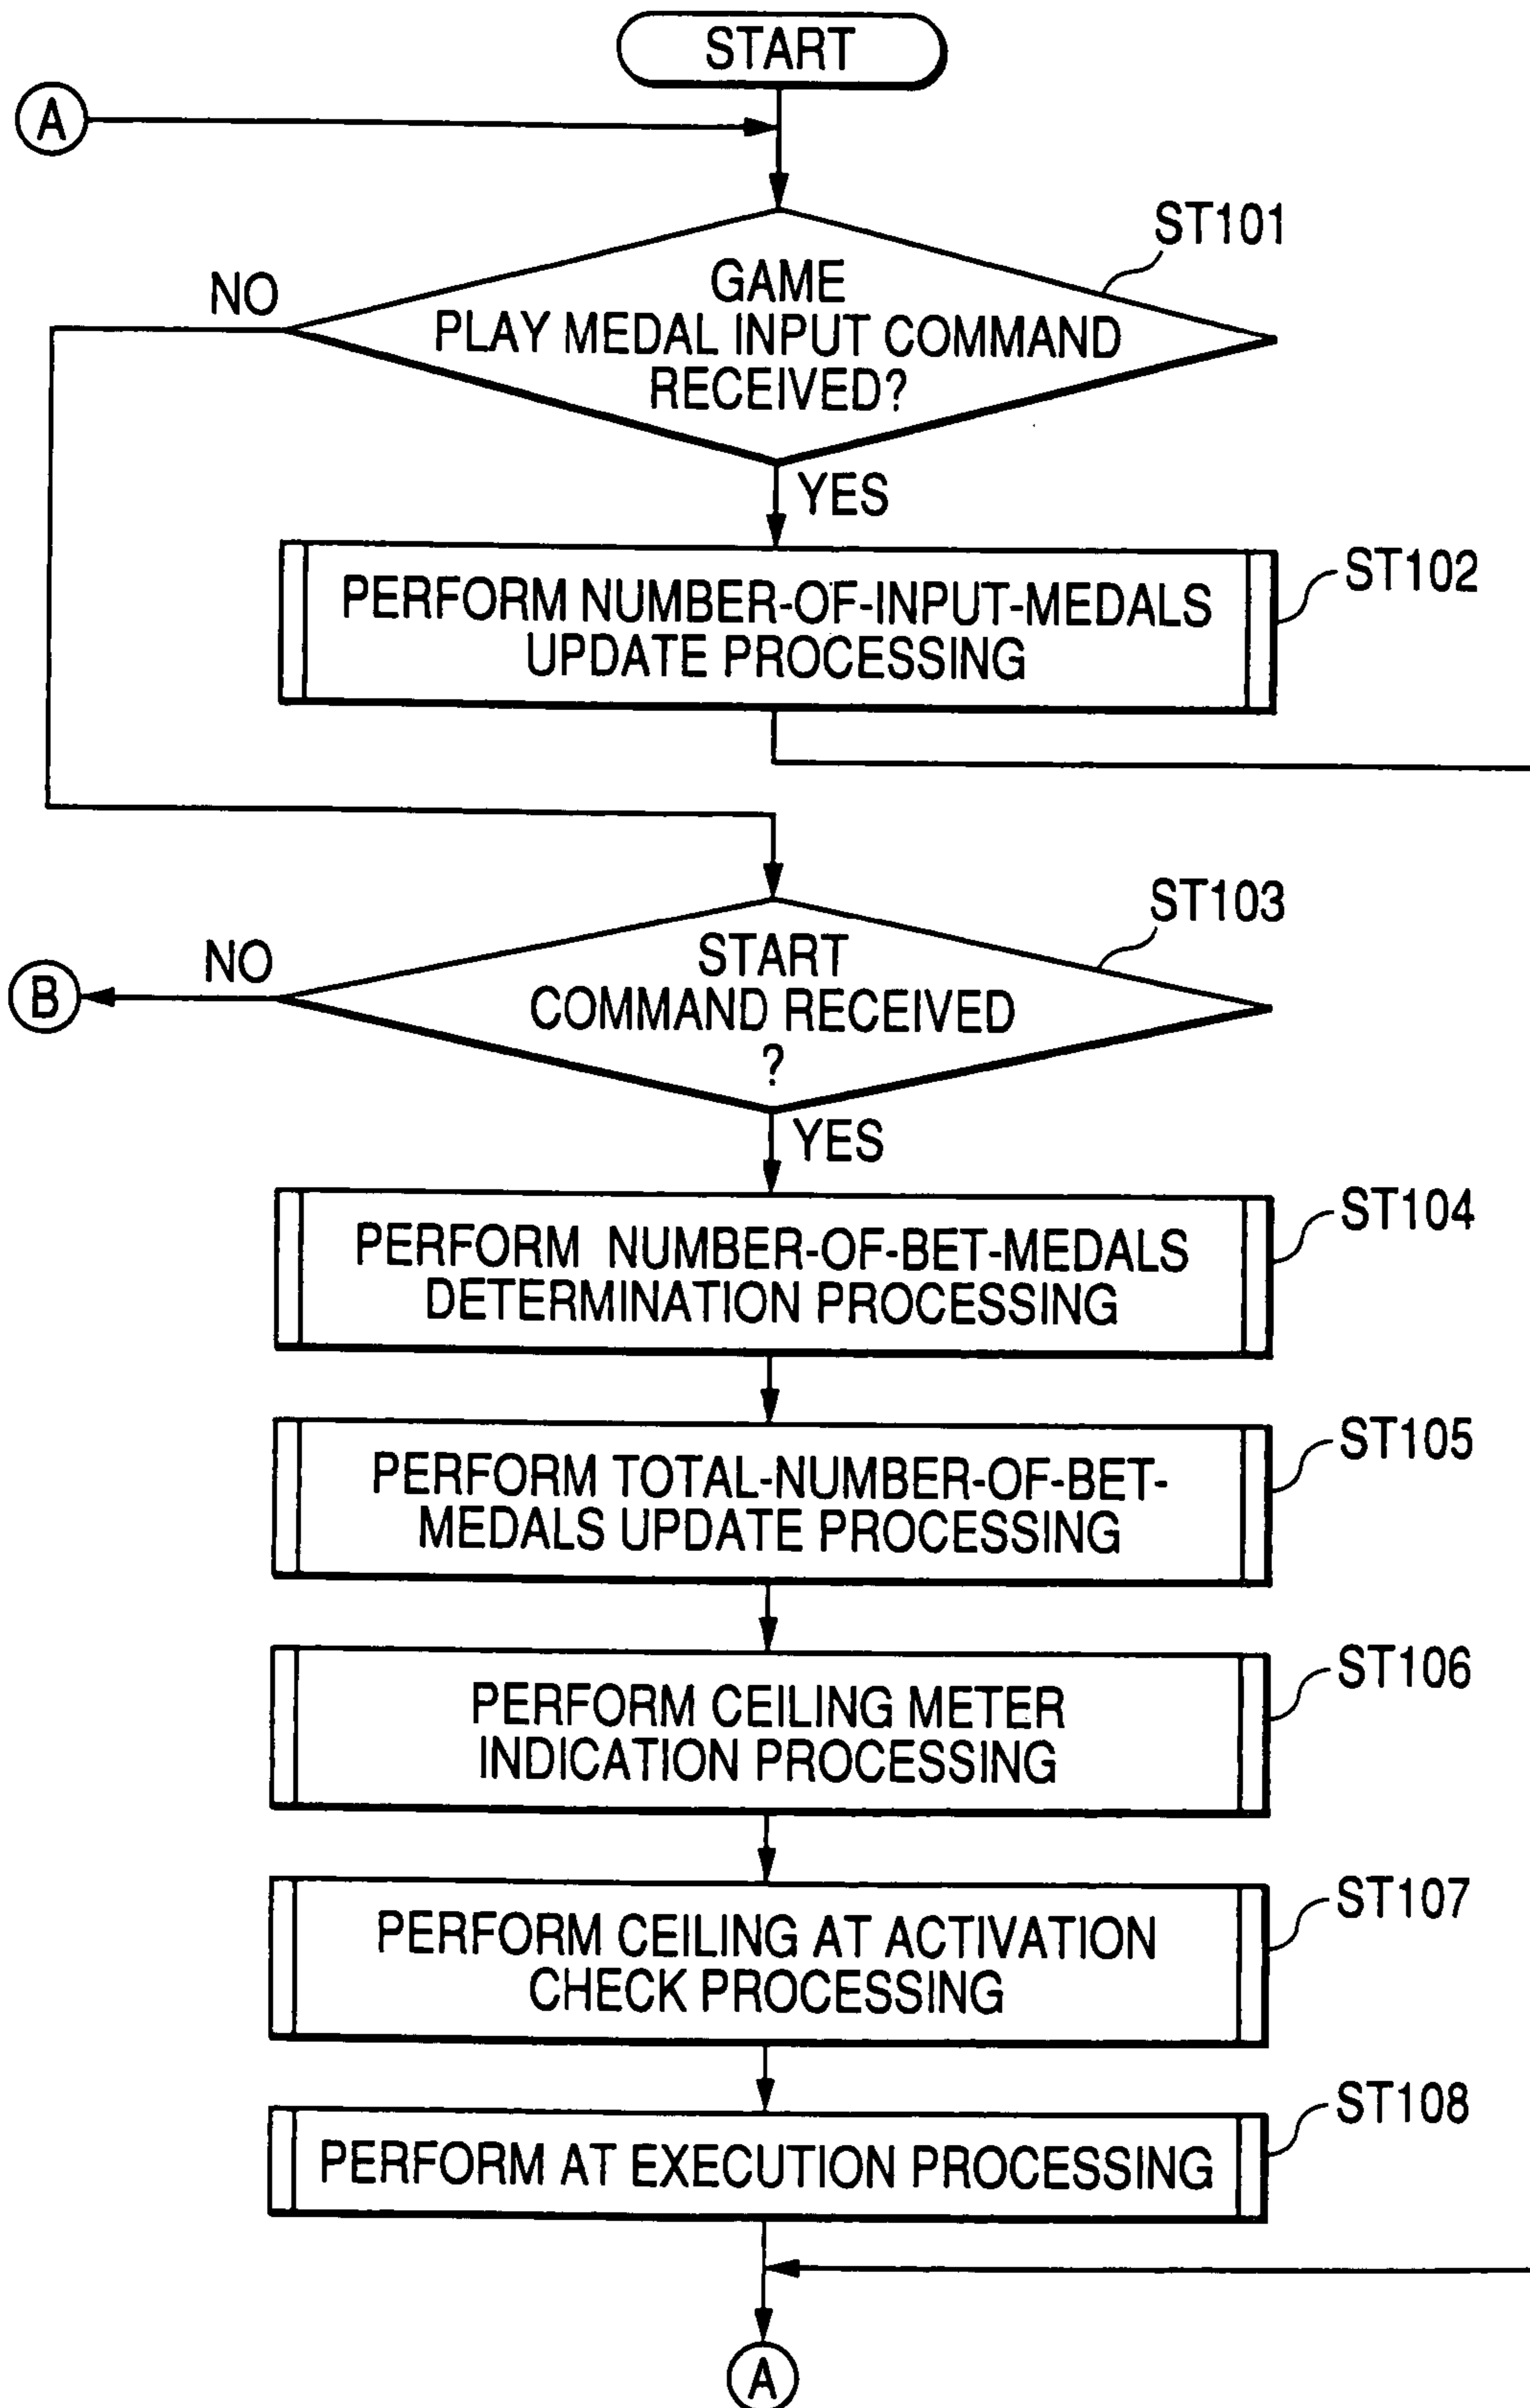 START
A
ST101
NO
GAME
PLAY MEDAL INPUT COMMAND
RECEIVED?
YES
ST102
PERFORM NUMBER-OF-INPUT-MEDALS
UPDATE PROCESSING
ST103
NO
START
COMMAND RECEIVED
?
B
YES
ST104
PERFORM NUMBER-OF-BET-MEDALS
DETERMINATION PROCESSING
ST105
PERFORM TOTAL-NUMBER-OF-BET-
MEDALS UPDATE PROCESSING
ST106
PERFORM CEILING METER
INDICATION PROCESSING
ST107
PERFORM CEILING AT ACTIVATION
CHECK PROCESSING
ST108
PERFORM AT EXECUTION PROCESSING
A